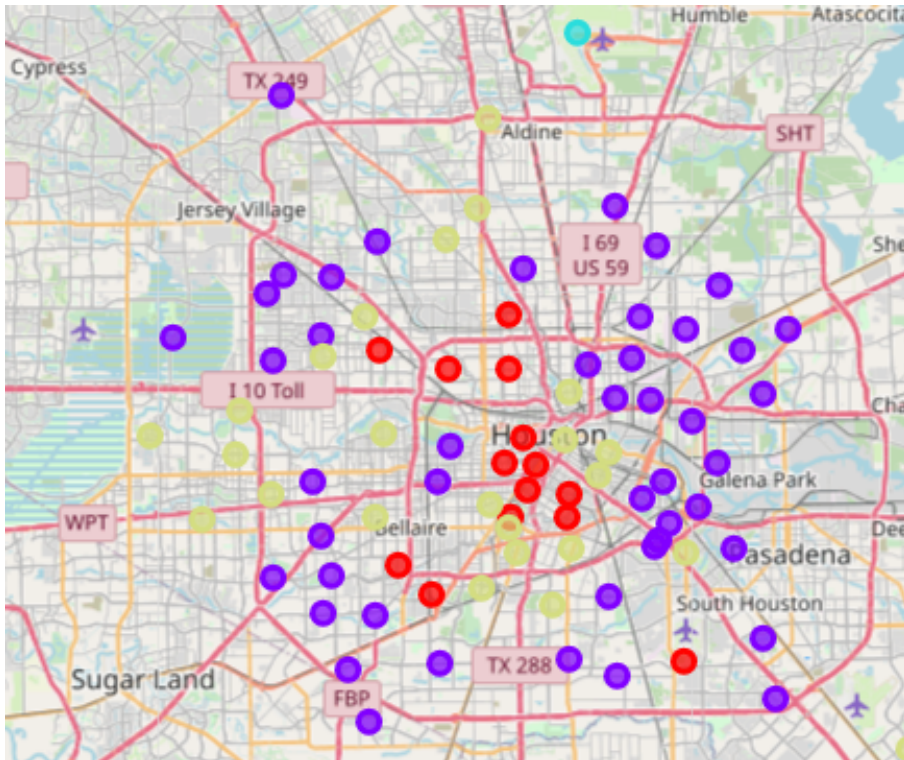 Humble
Atascocita
Cypress
TX 249
Aldine
SHT
Jersey Village
I 69
US 59
She
I 10 Toll
Cha
Houston
Galena Park
WPT
Bellaire
Dee
Pasadena
South Houston
TX 288
Sugar Land
FBP